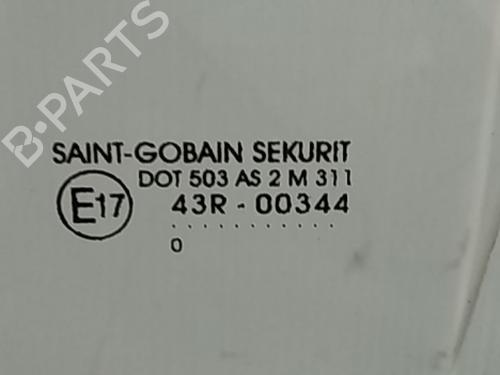 B-PARTS
SAINT-GOBAIN SEKURIT
DOT 503 AS 2 M 311
E17 43R - 00344
. . . . . . . . . . . .
0